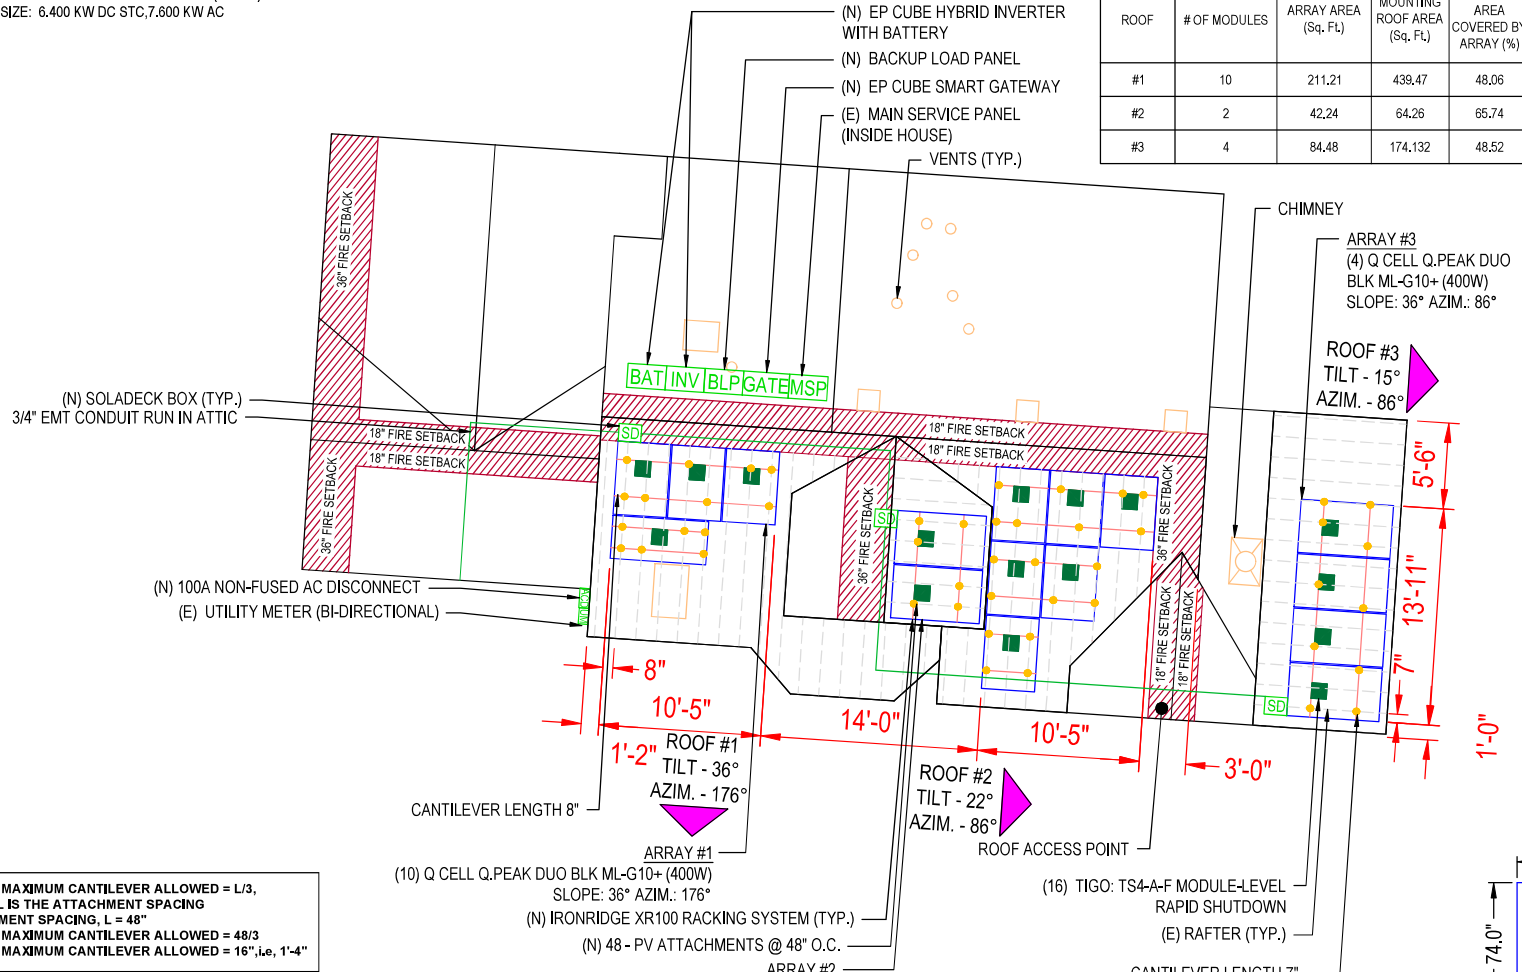 SIZE: 6.400 KW DC STC,7.600 KW AC
(N) EP CUBE HYBRID INVERTER
WITH BATTERY
(N) BACKUP LOAD PANEL
(N) EP CUBE SMART GATEWAY
(E) MAIN SERVICE PANEL
(INSIDE HOUSE)
VENTS (TYP.)
ROOF # OF MODULES ARRAY AREA (Sq. Ft.) MOUNTING ROOF AREA (Sq. Ft.) AREA COVERED BY ARRAY (%)
#1 10 211.21 439.47 48.06
#2 2 42.24 64.26 65.74
#3 4 84.48 174.132 48.52
CHIMNEY
ARRAY #3
(4) Q CELL Q.PEAK DUO
BLK ML-G10+ (400W)
SLOPE: 36° AZIM.: 86°
ROOF #3
TILT - 15°
AZIM. - 86°
36" FIRE SETBACK
BAT INV BLP GATE MSP
(N) SOLADECK BOX (TYP.)
3/4" EMT CONDUIT RUN IN ATTIC
18" FIRE SETBACK
18" FIRE SETBACK
36" FIRE SETBACK
SD
18" FIRE SETBACK
18" FIRE SETBACK
36" FIRE SETBACK
SD
36" FIRE SETBACK
18" FIRE SETBACK
18" FIRE SETBACK
SD
5'-6"
13'-11"
7"
1'-0"
(N) 100A NON-FUSED AC DISCONNECT
(E) UTILITY METER (BI-DIRECTIONAL)
8"
10'-5"
1'-2"
14'-0"
10'-5"
3'-0"
ROOF #1
TILT - 36°
AZIM. - 176°
ROOF #2
TILT - 22°
AZIM. - 86°
CANTILEVER LENGTH 8"
ROOF ACCESS POINT
ARRAY #1
(10) Q CELL Q.PEAK DUO BLK ML-G10+ (400W)
SLOPE: 36° AZIM.: 176°
(N) IRONRIDGE XR100 RACKING SYSTEM (TYP.)
(N) 48 - PV ATTACHMENTS @ 48" O.C.
ARRAY #2
(16) TIGO: TS4-A-F MODULE-LEVEL
RAPID SHUTDOWN
(E) RAFTER (TYP.)
CANTILEVER LENGTH 7"
74.0"
MAXIMUM CANTILEVER ALLOWED = L/3,
L IS THE ATTACHMENT SPACING
MENT SPACING, L = 48"
MAXIMUM CANTILEVER ALLOWED = 48/3
MAXIMUM CANTILEVER ALLOWED = 16",i.e, 1'-4"